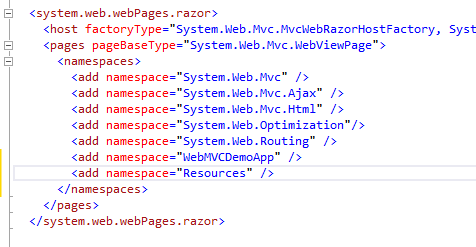 <system.web.webPages.razor>
<host factoryType="System.Web.Mvc.MvcWebRazorHostFactory, Syst
<pages pageBaseType="System.Web.Mvc.WebViewPage">
<namespaces>
<add namespace="System.Web.Mvc" />
<add namespace="System.Web.Mvc.Ajax" />
<add namespace="System.Web.Mvc.Html" />
<add namespace="System.Web.Optimization"/>
<add namespace="System.Web.Routing" />
<add namespace="WebMVCDemoApp" />
<add namespace="Resources" />
</namespaces>
</pages>
</system.web.webPages.razor>